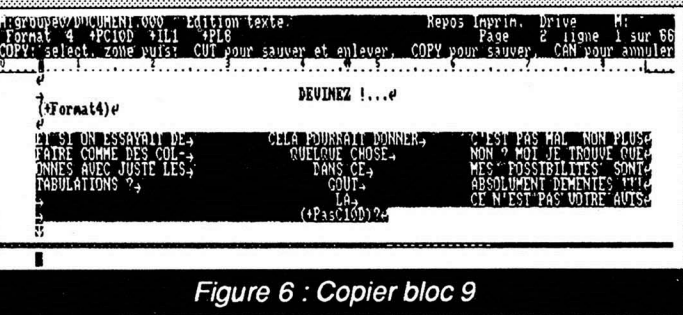 M:groupe0/DOCUMENT.000 Edition texte. Repos Imprim. Drive M:
Format 4 +PC10D +IL1 +PL6 Page 2 ligne 1 sur 66
COPY: select. zone puis: CUT pour sauver et enlever, COPY pour sauver, CAN pour annuler
DEVINEZ !...
(+Format4)
ET SI ON ESSAYAIT DE CELA POURRAIT DONNER C'EST PAS MAL NON PLUS
FAIRE COMME DES COL- QUELQUE CHOSE NON ? MOI JE TROUVE QUE
ONNES AVEC JUSTE LES DANS CE MES "POSSIBILITES" SONT
TABULATIONS ? GOUT ABSOLUMENT DEMENTES !!!
LA CE N'EST PAS VOTRE AVIS
(+PasC10D)?
Figure 6 : Copier bloc 9